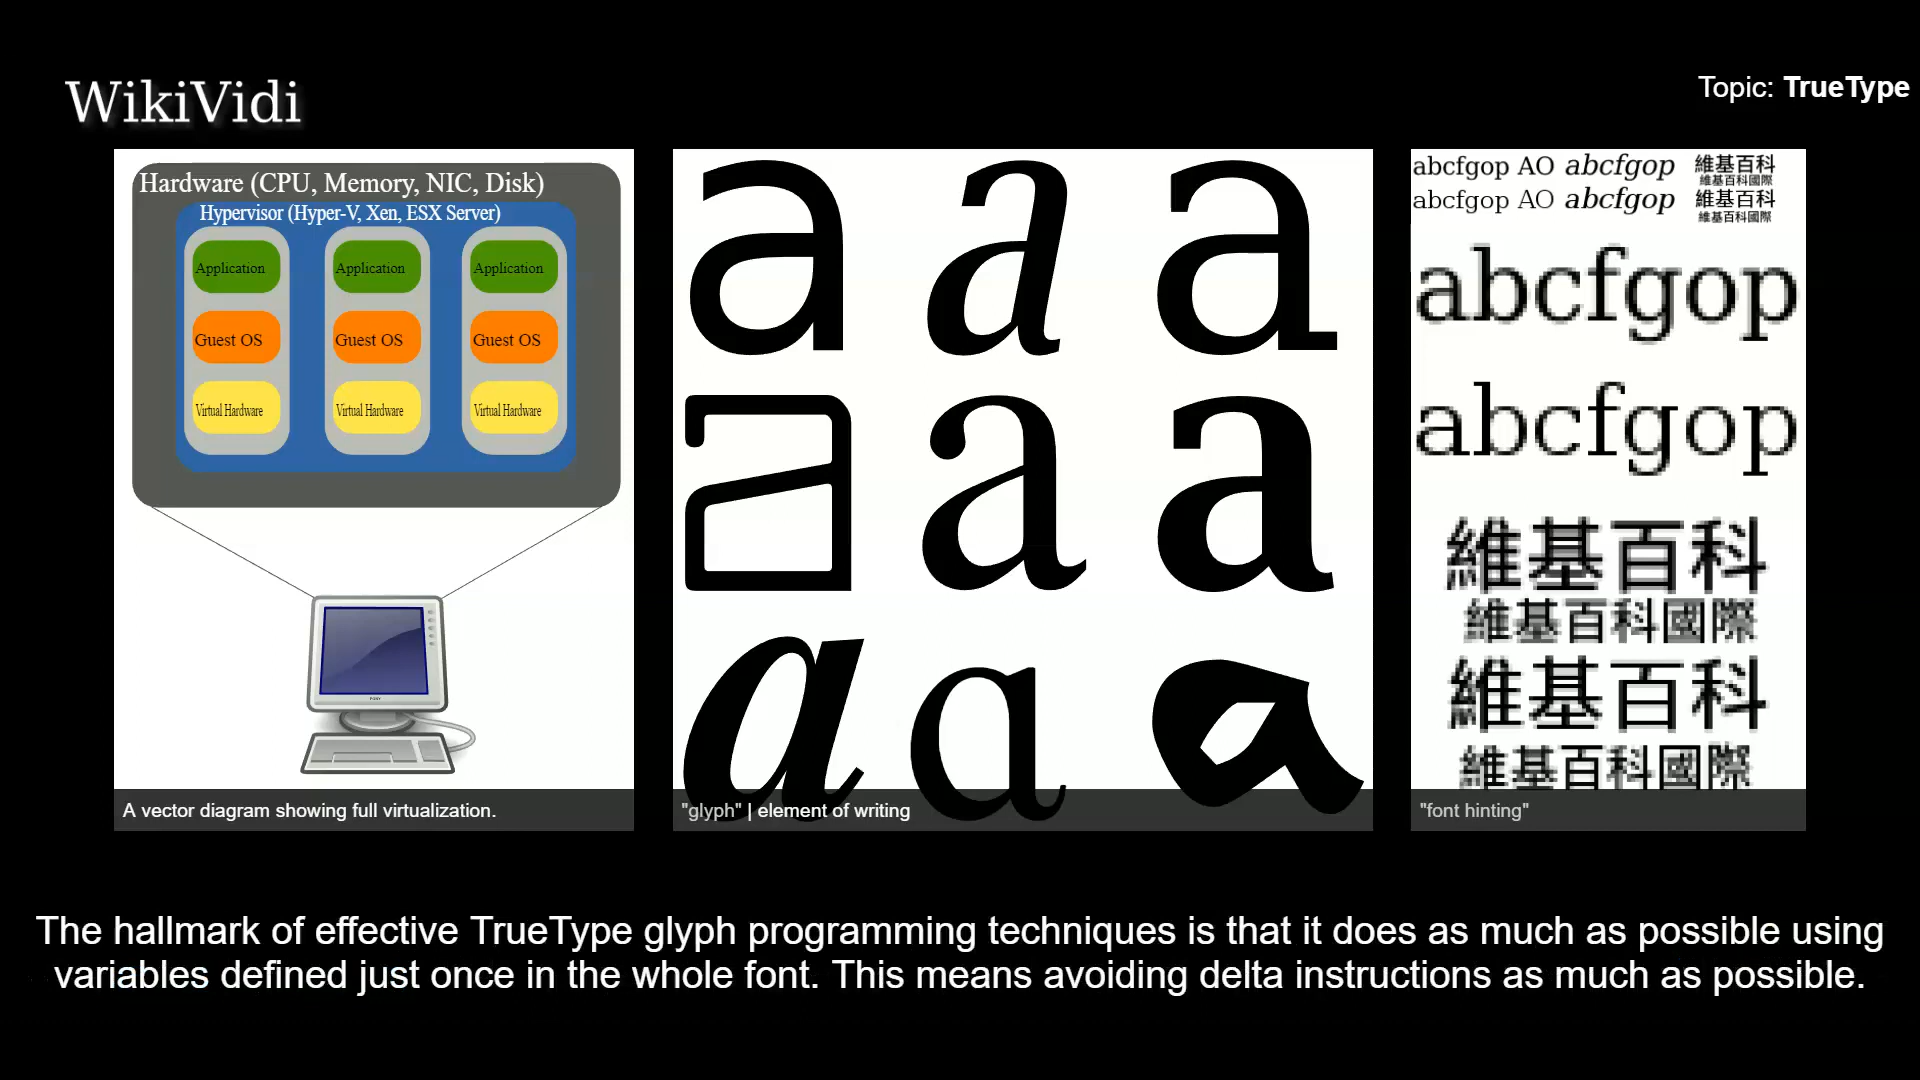 WikiVidi
Topic: TrueType
Hardware (CPU, Memory, NIC, Disk)
Hypervisor (Hyper-V, Xen, ESX Server)
Application Application Application
Guest OS Guest OS Guest OS
Virtual Hardware Virtual Hardware Virtual Hardware
A vector diagram showing full virtualization.
a a a
a a a
a a a
"glyph" | element of writing
abcfgop AO abcfgop 維基百科
維基百科國際
abcfgop AO abcfgop 維基百科
維基百科國際
abcfgop
abcfgop
維基百科
維基百科國際
維基百科
維基百科國際
"font hinting"
The hallmark of effective TrueType glyph programming techniques is that it does as much as possible using
variables defined just once in the whole font. This means avoiding delta instructions as much as possible.